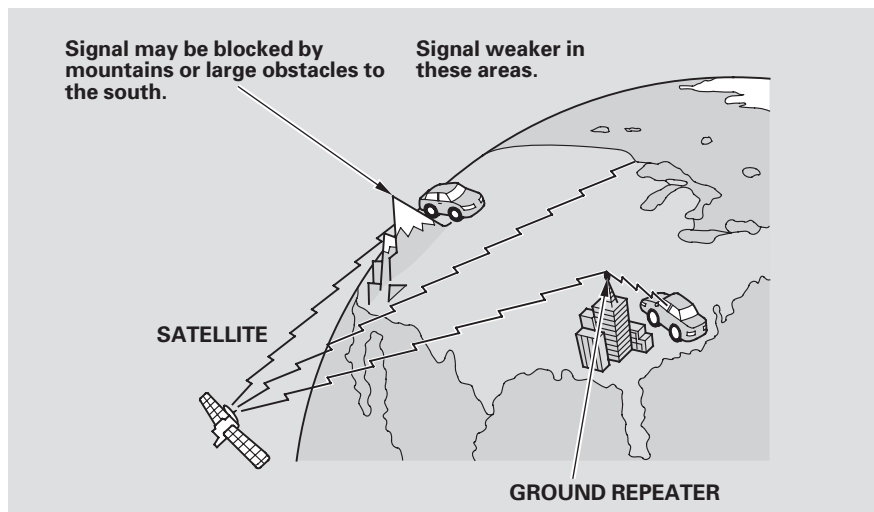 Signal may be blocked by
mountains or large obstacles to
the south.
Signal weaker in
these areas.
SATELLITE
GROUND REPEATER